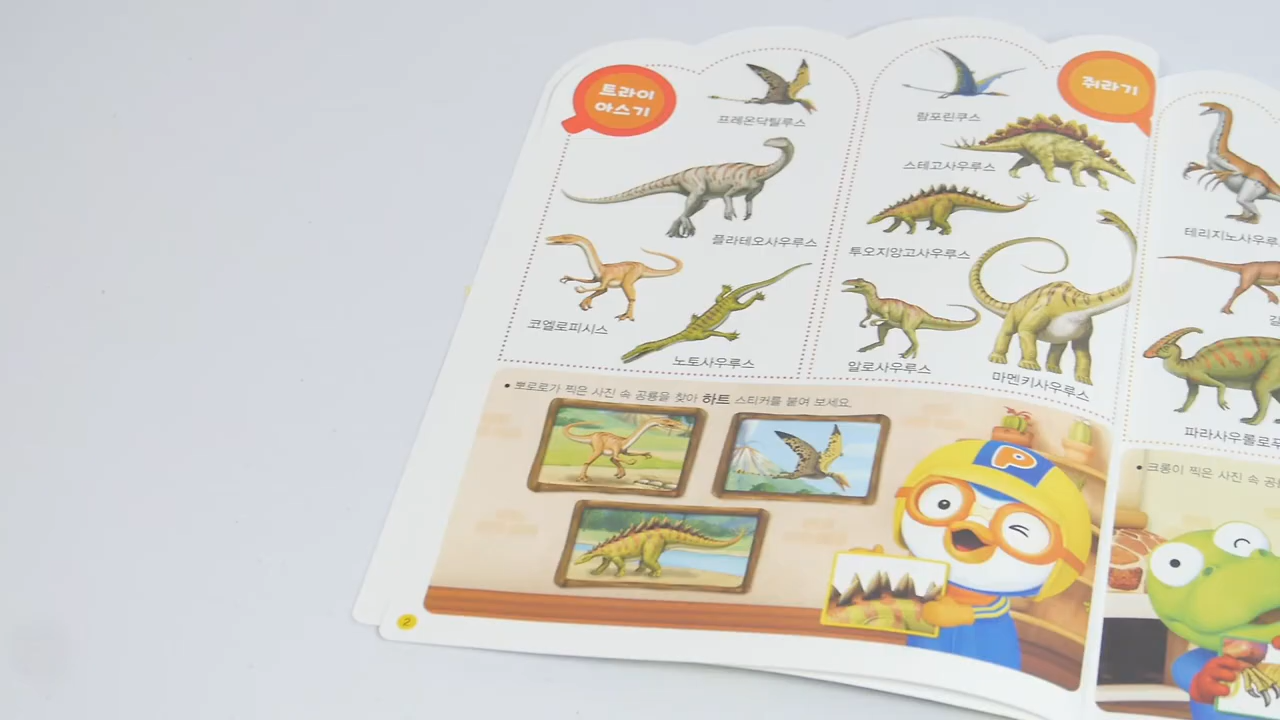 트라이
아스기
프레온닥틸루스
플라테오사우루스
코엘로피시스
노토사우루스
쥐라기
람포린쿠스
스테고사우루스
투오지앙고사우루스
알로사우루스
마멘키사우루스
테리지노사우루
파라사우롤로푸
• 뽀로로가 찍은 사진 속 공룡을 찾아 하트 스티커를 붙여 보세요.
P
• 크롱이 찍은 사진 속 공룡
2